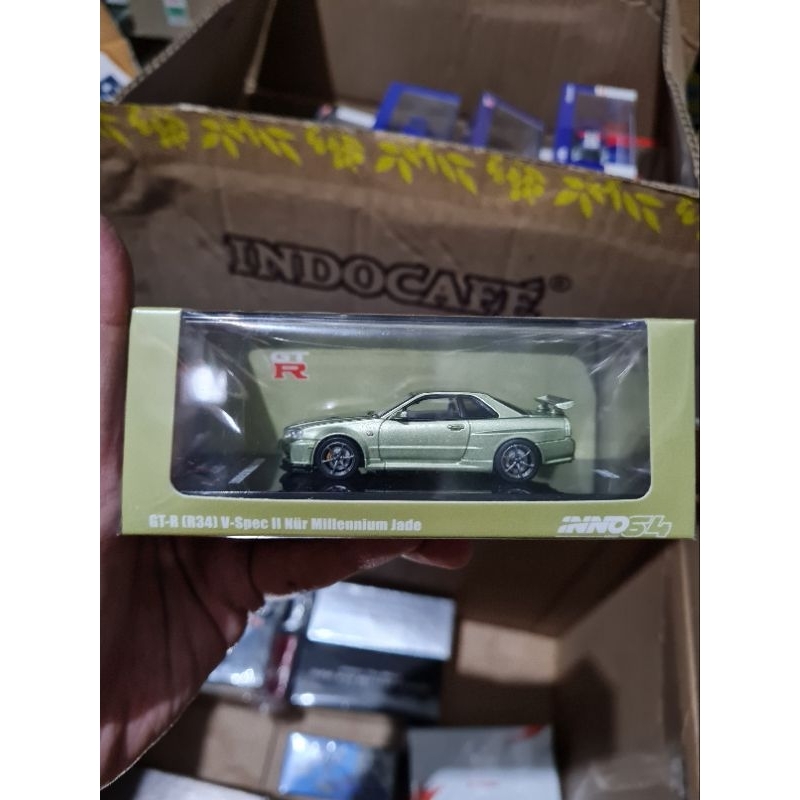 INDOCAFE®
GT
R
GT-R (R34) V-Spec II Nür Millennium Jade
INNO64